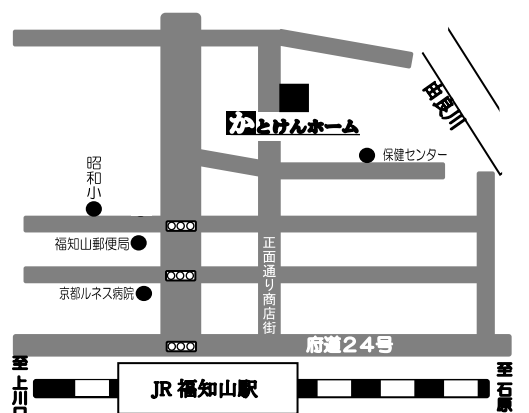 由良川
かとけんホーム
保健センター
昭和小
福知山郵便局
正面通り商店街
京都ルネス病院
府道24号
至上川口
JR 福知山駅
至石原